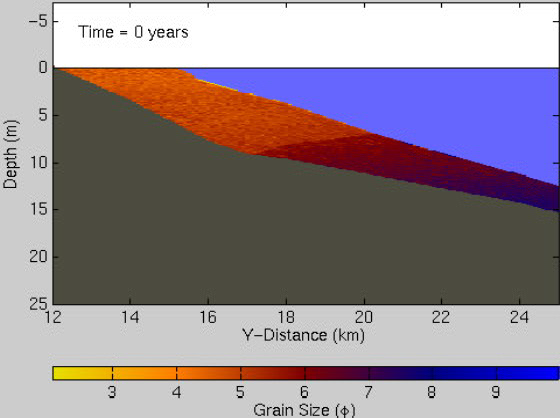 Time = 0 years
−5
0
5
10
15
20
25
Depth (m)
12 14 16 18 20 22 24
Y−Distance (km)
3 4 5 6 7 8 9
Grain Size (ϕ)